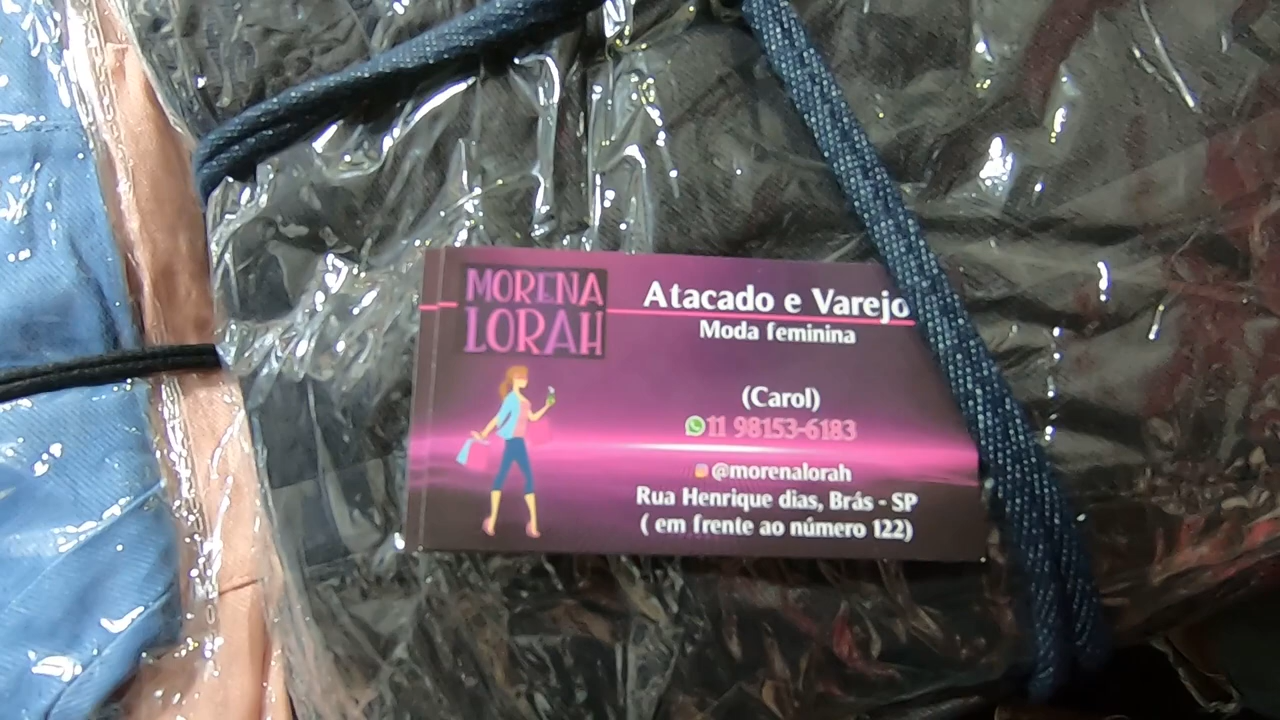 MORENA
LORAH
Atacado e Varejo
Moda feminina
(Carol)
11 98153-6183
@morenalorah
Rua Henrique dias, Brás - SP
( em frente ao número 122)